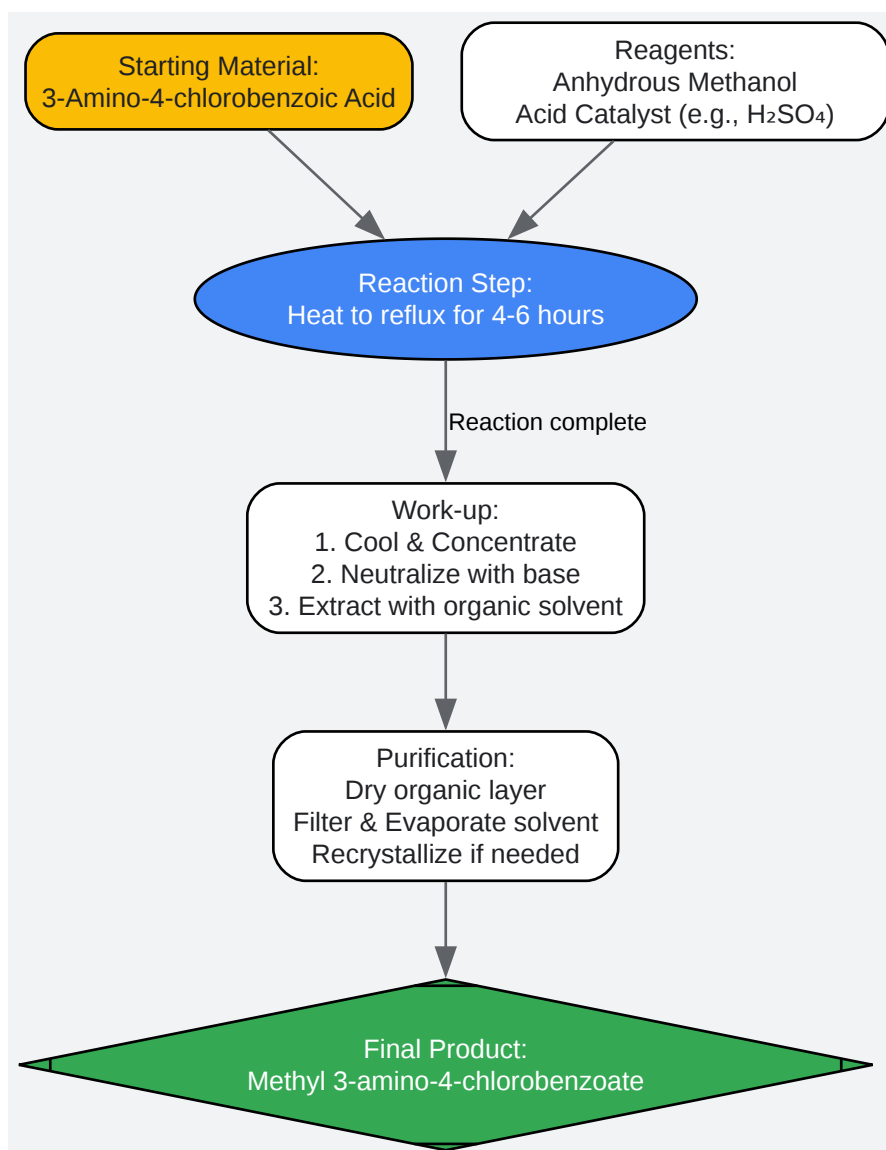 Starting Material:
3-Amino-4-chlorobenzoic Acid
Reagents:
Anhydrous Methanol
Acid Catalyst (e.g., H₂SO₄)
Reaction Step:
Heat to reflux for 4-6 hours
Reaction complete
Work-up:
1. Cool & Concentrate
2. Neutralize with base
3. Extract with organic solvent
Purification:
Dry organic layer
Filter & Evaporate solvent
Recrystallize if needed
Final Product:
Methyl 3-amino-4-chlorobenzoate